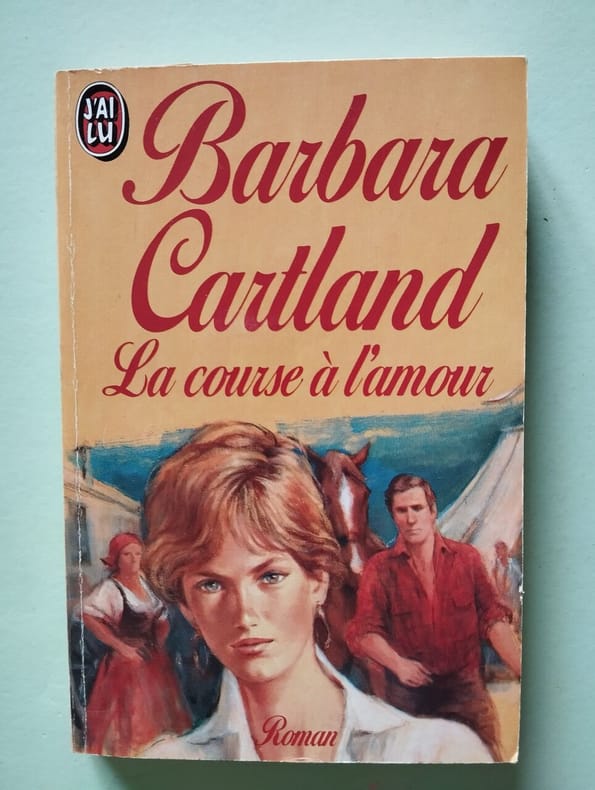 J'AI
LU
Barbara
Cartland
La course à l'amour
Roman